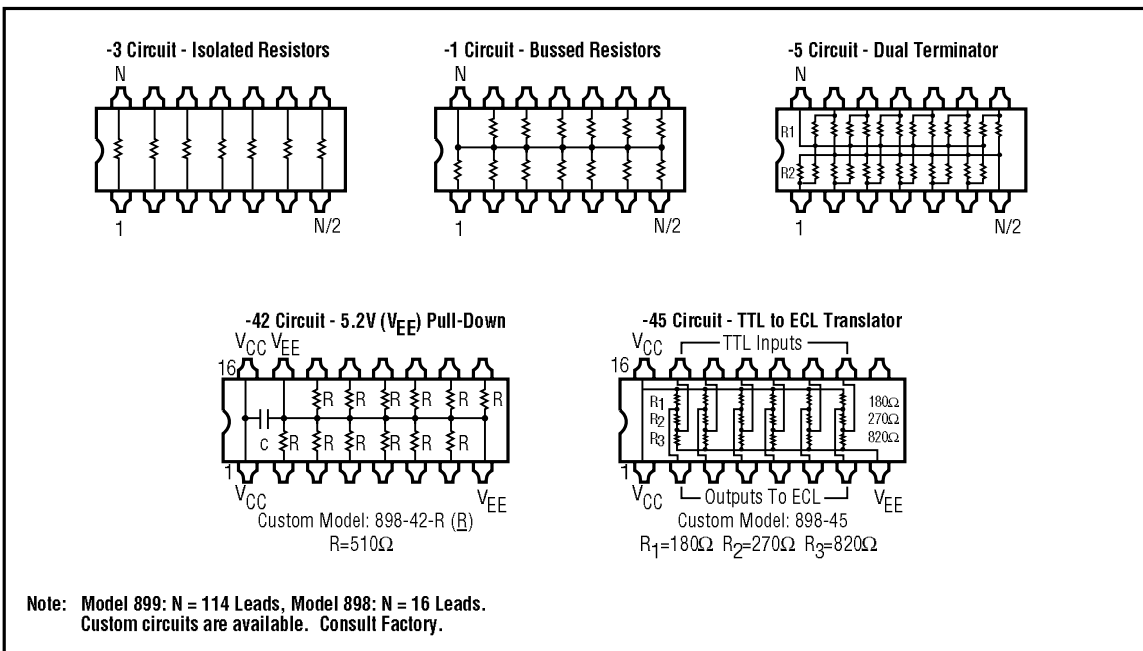 -3 Circuit - Isolated Resistors
N
1
N/2
-1 Circuit - Bussed Resistors
N
1
N/2
-5 Circuit - Dual Terminator
N
R1
R2
1
N/2
-42 Circuit - 5.2V (VEE) Pull-Down
VCC VEE
16
R R R R R R
C R R R R R R
1
VCC
VEE
Custom Model: 898-42-R (R)
R=510Ω
-45 Circuit - TTL to ECL Translator
VCC TTL Inputs
16
R1 180Ω
R2 270Ω
R3 820Ω
1
VCC Outputs To ECL VEE
Custom Model: 898-45
R1=180Ω R2=270Ω R3=820Ω
Note: Model 899: N = 114 Leads, Model 898: N = 16 Leads.
Custom circuits are available. Consult Factory.